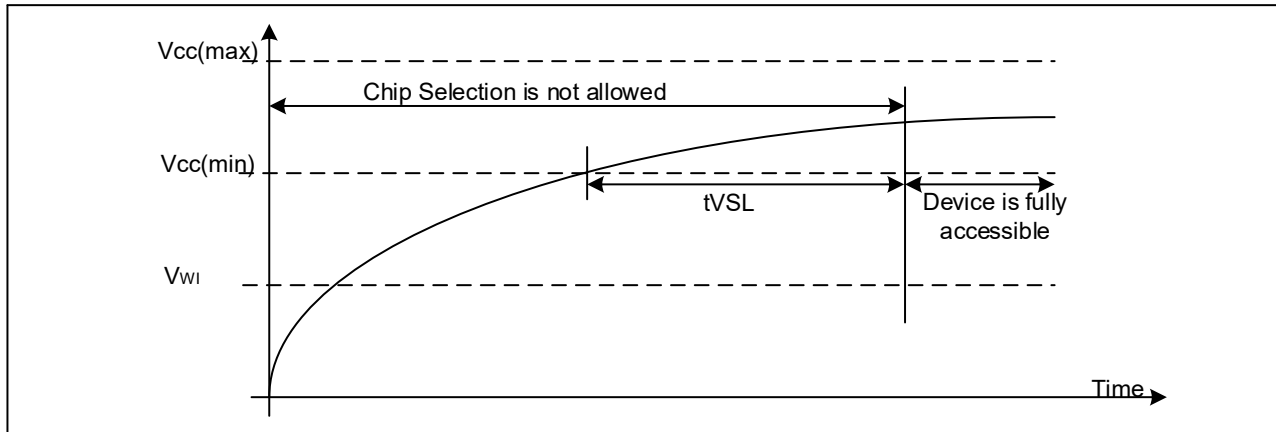 Vcc(max)
Chip Selection is not allowed
Vcc(min)
tVSL
Device is fully
accessible
VWI
Time